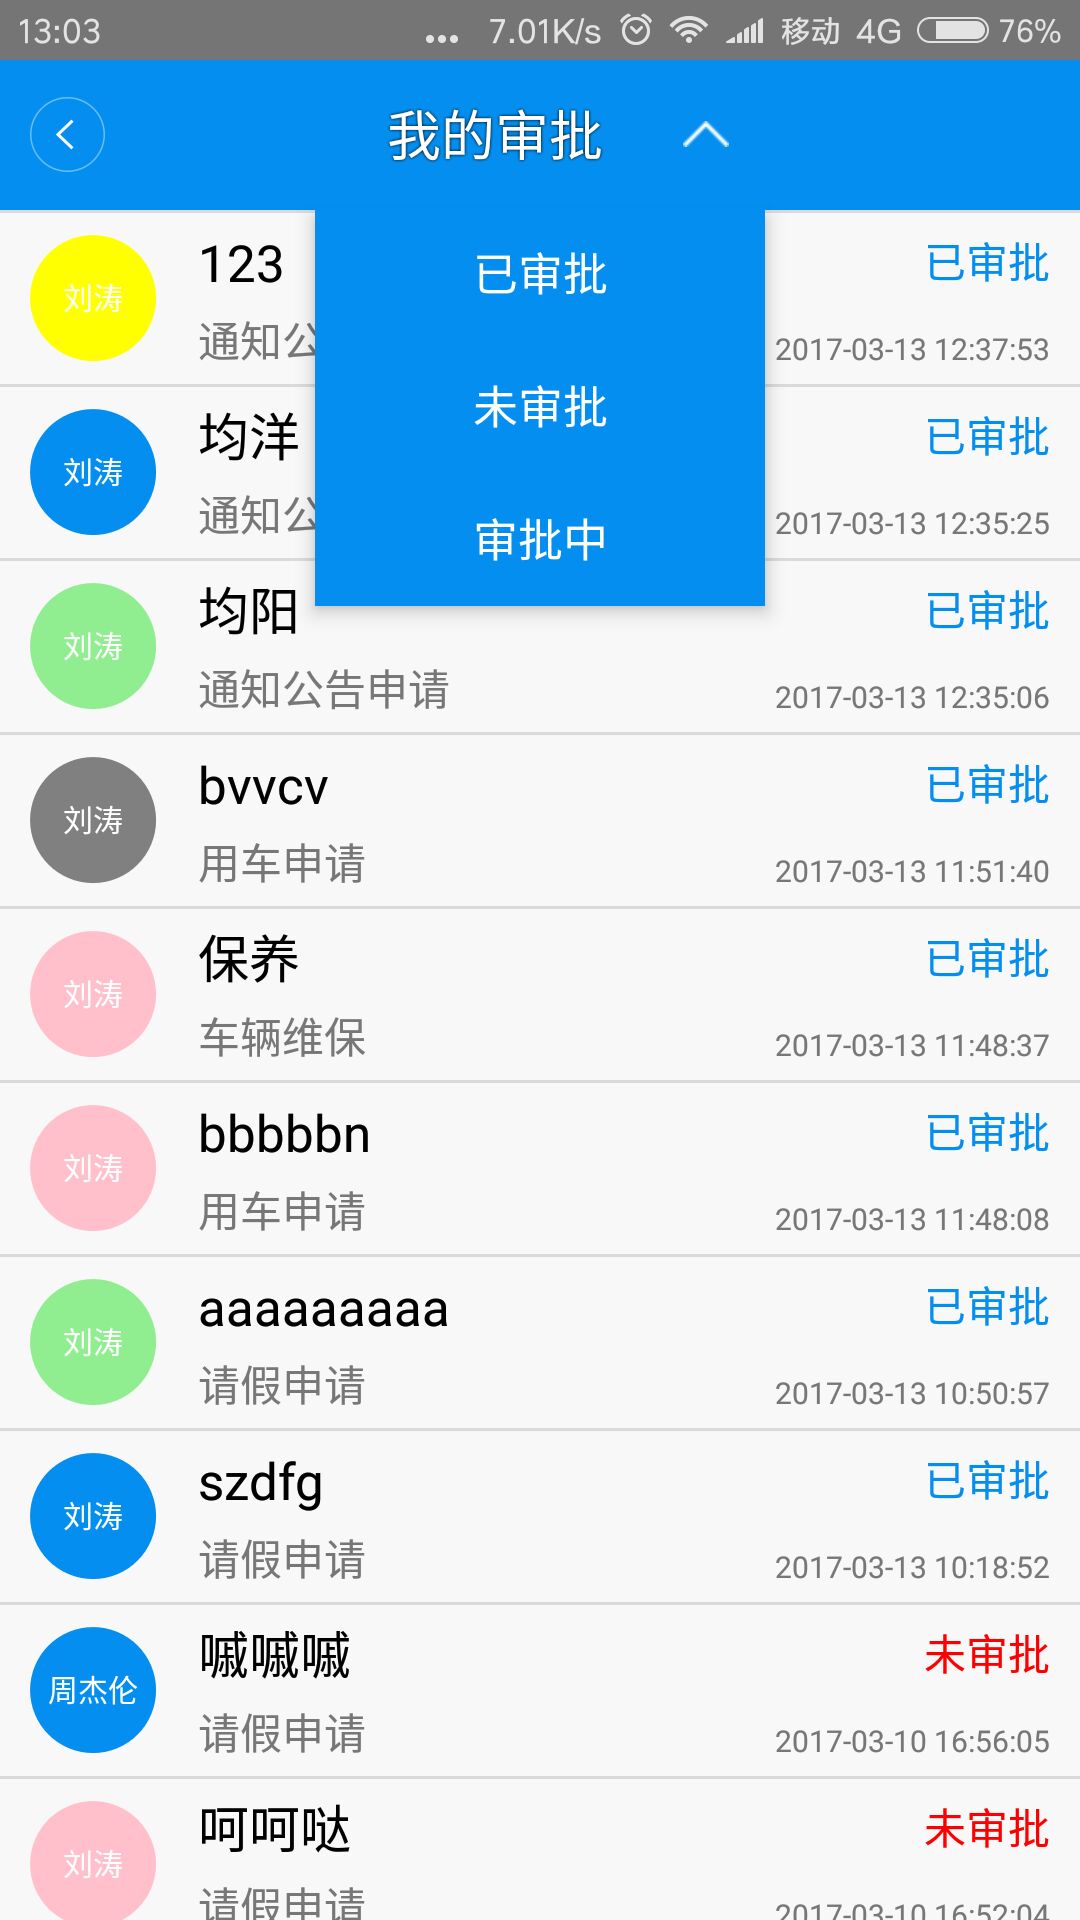 13:03
... 7.01K/s 移动 4G 76%
我的审批
已审批
未审批
审批中
刘涛
123
已审批
通知公
2017-03-13 12:37:53
刘涛
均洋
已审批
通知公
2017-03-13 12:35:25
刘涛
均阳
已审批
通知公告申请
2017-03-13 12:35:06
刘涛
bvvcv
已审批
用车申请
2017-03-13 11:51:40
刘涛
保养
已审批
车辆维保
2017-03-13 11:48:37
刘涛
bbbbbn
已审批
用车申请
2017-03-13 11:48:08
刘涛
aaaaaaaaa
已审批
请假申请
2017-03-13 10:50:57
刘涛
szdfg
已审批
请假申请
2017-03-13 10:18:52
周杰伦
嘁嘁嘁
未审批
请假申请
2017-03-10 16:56:05
刘涛
呵呵哒
未审批
请假申请
2017-03-10 16:52:04